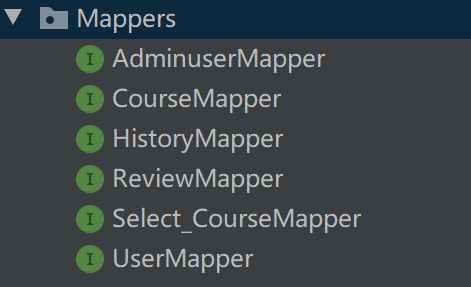 Mappers
I AdminuserMapper
I CourseMapper
I HistoryMapper
I ReviewMapper
I Select_CourseMapper
I UserMapper